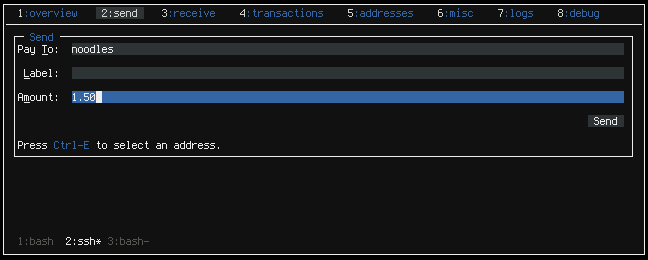 1:overview 2:send 3:receive 4:transactions 5:addresses 6:misc 7:logs 8:debug
Send
Pay To: noodles
Label:
Amount: 1.50
Send
Press Ctrl-E to select an address.
1:bash 2:ssh* 3:bash-